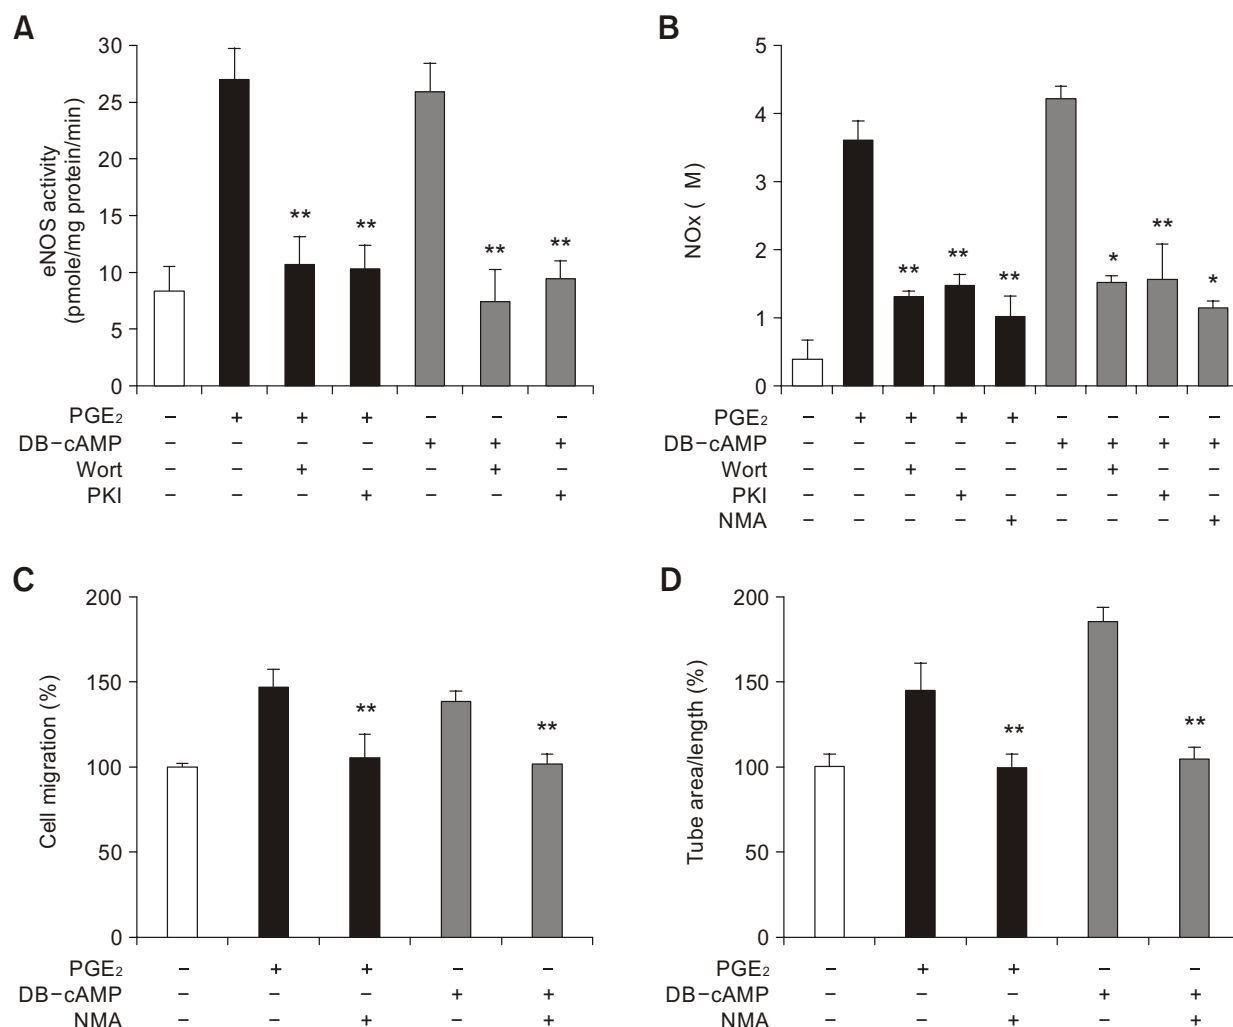 A
30
25
20
15
10
5
0
eNOS activity
(pmole/mg protein/min)
** ** ** **
PGE2 − + + + − − −
DB−cAMP − − − − + + +
Wort − − + − − + −
PKI − − − + − − +
B
5
4
3
2
1
0
NOx ( M)
** ** ** * ** *
PGE2 − + + + + − − − −
DB−cAMP − − − − − + + + +
Wort − − + − − − + − −
PKI − − − + − − − + −
NMA − − − − + − − − +
C
200
150
100
50
0
Cell migration (%)
** **
PGE2 − + + − −
DB−cAMP − − − + +
NMA − − + − +
D
200
150
100
50
0
Tube area/length (%)
** **
PGE2 − + + − −
DB−cAMP − − − + +
NMA − − + − +